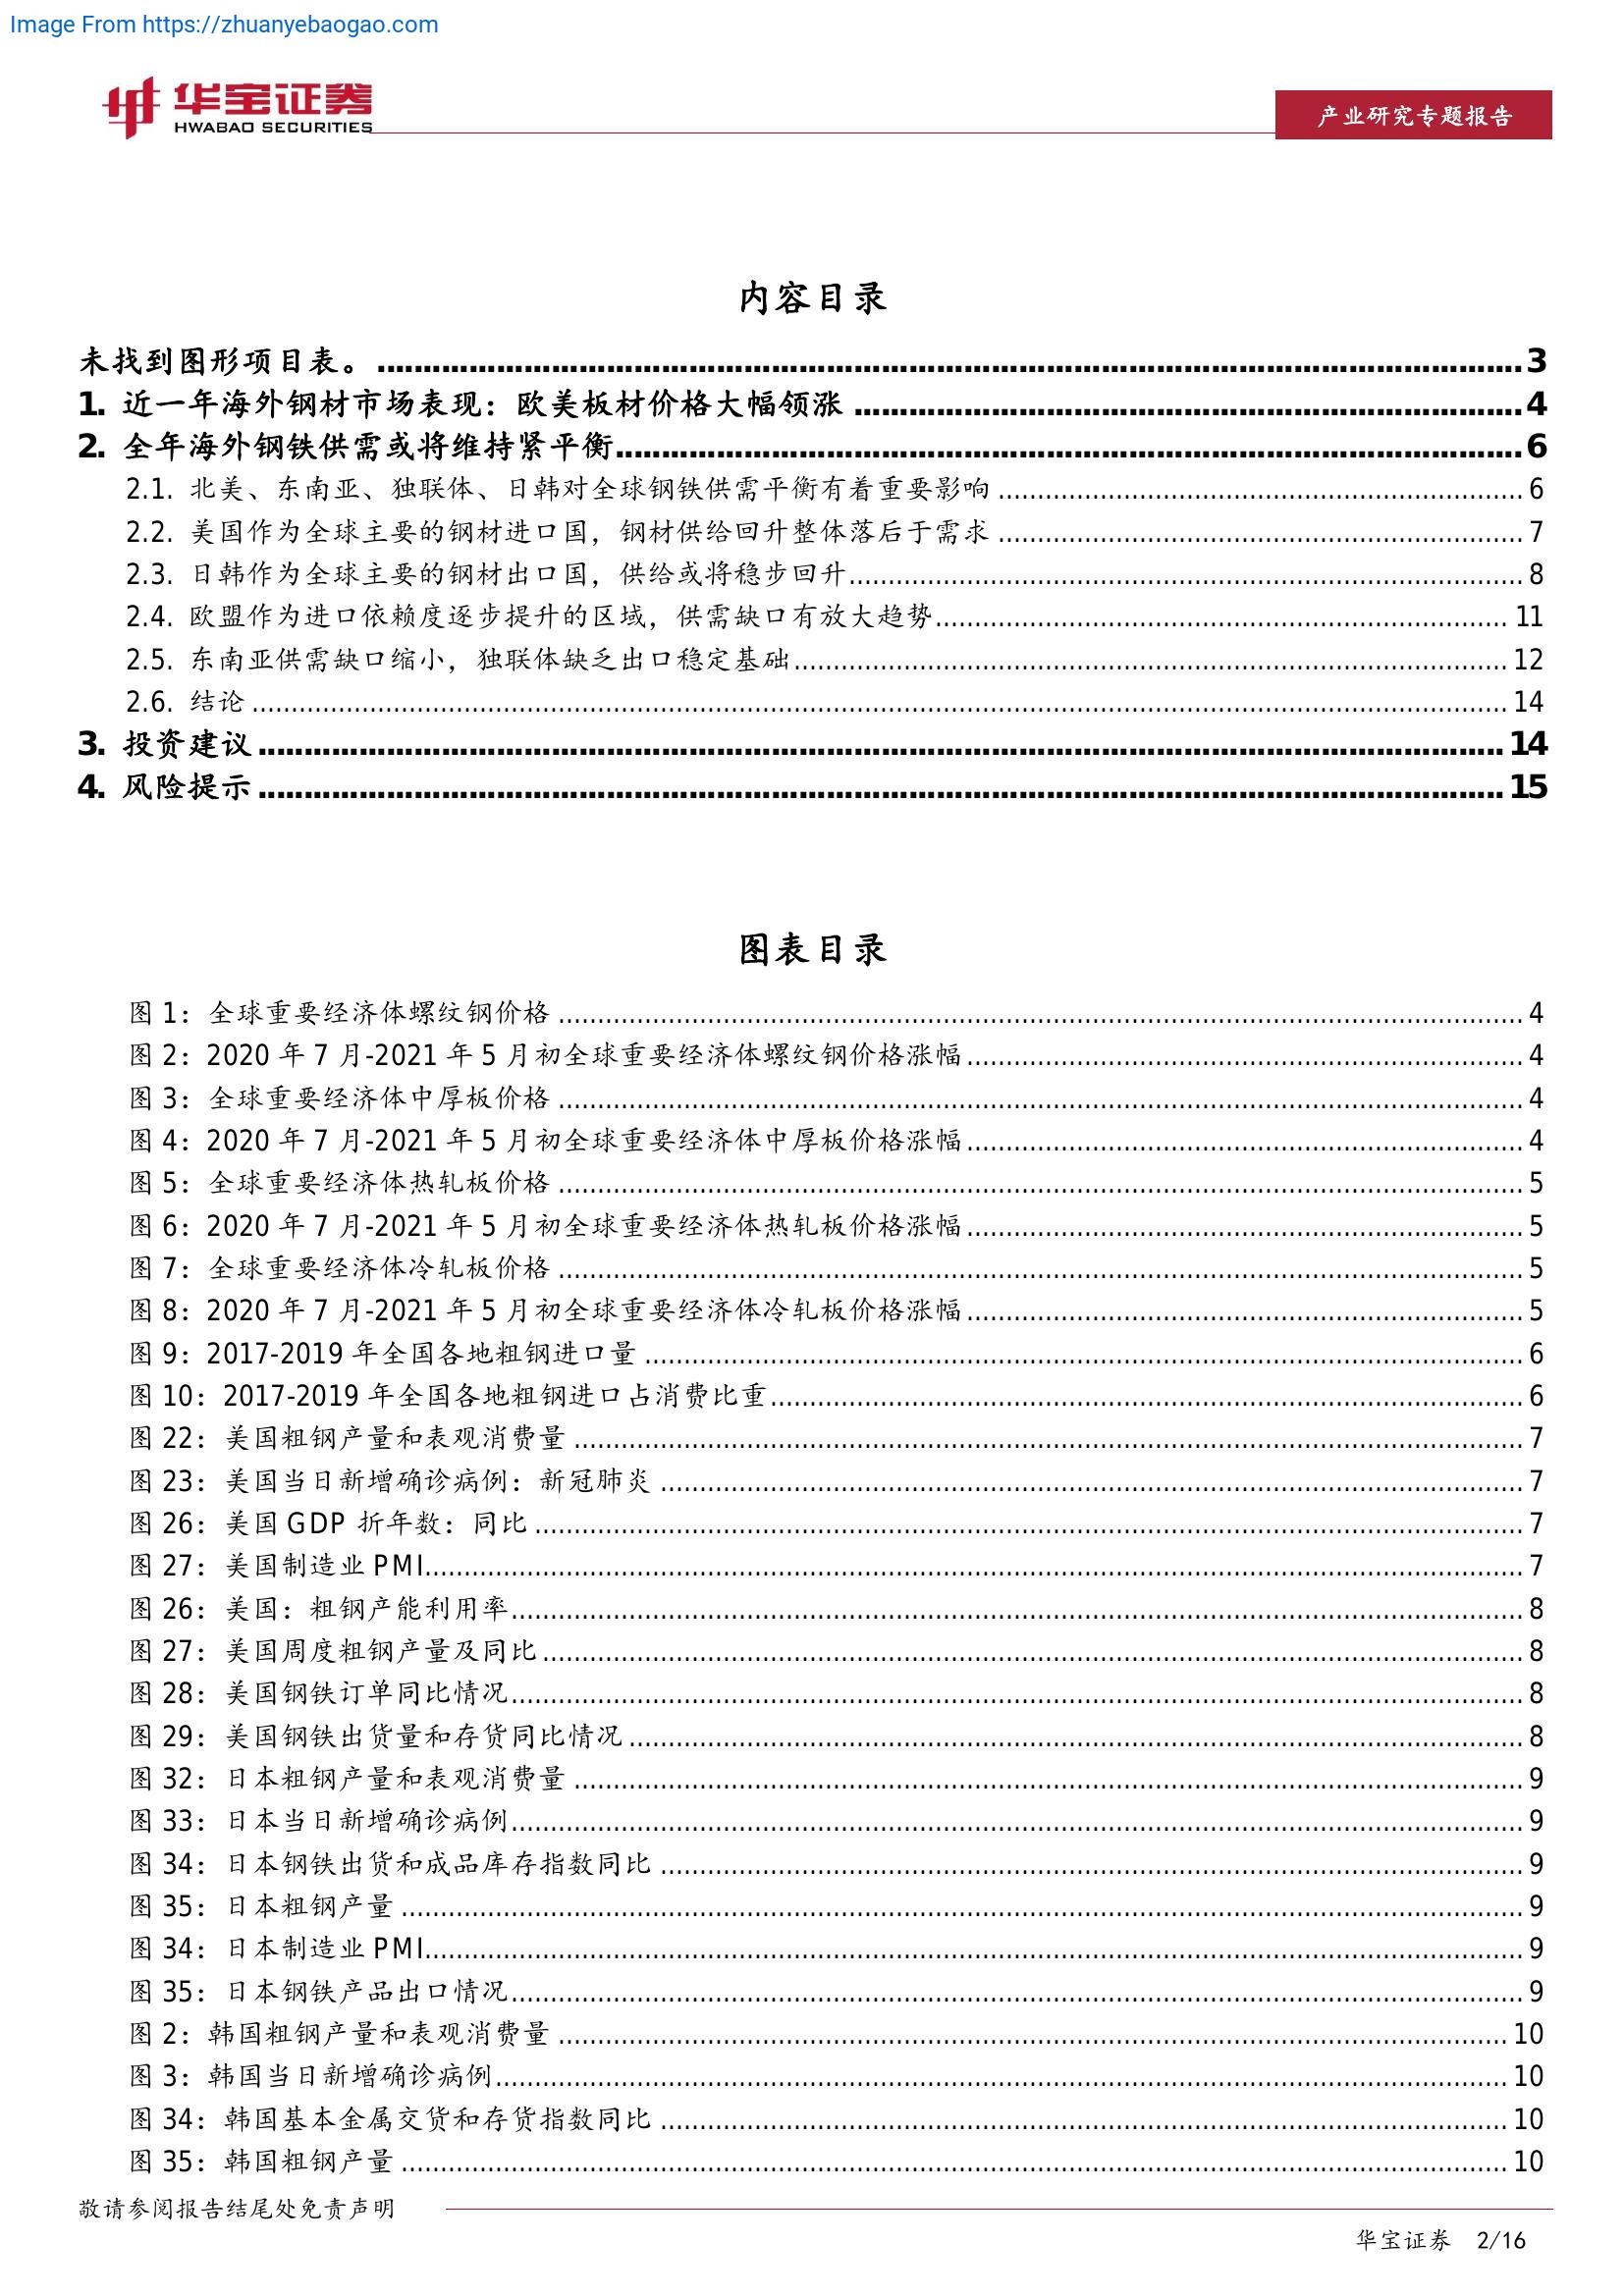 Image From https://zhuanyebaogao.com
华宝证券
HWABAO SECURITIES
产业研究专题报告
内容目录
未找到图形项目表。 3
1. 近一年海外钢材市场表现：欧美板材价格大幅领涨 4
2. 全年海外钢铁供需或将维持紧平衡 6
2.1. 北美、东南亚、独联体、日韩对全球钢铁供需平衡有着重要影响 6
2.2. 美国作为全球主要的钢材进口国，钢材供给回升整体落后于需求 7
2.3. 日韩作为全球主要的钢材出口国，供给或将稳步回升 8
2.4. 欧盟作为进口依赖度逐步提升的区域，供需缺口有放大趋势 11
2.5. 东南亚供需缺口缩小，独联体缺乏出口稳定基础 12
2.6. 结论 14
3. 投资建议 14
4. 风险提示 15
图表目录
图 1：全球重要经济体螺纹钢价格 4
图 2：2020 年 7 月-2021 年 5 月初全球重要经济体螺纹钢价格涨幅 4
图 3：全球重要经济体中厚板价格 4
图 4：2020 年 7 月-2021 年 5 月初全球重要经济体中厚板价格涨幅 4
图 5：全球重要经济体热轧板价格 5
图 6：2020 年 7 月-2021 年 5 月初全球重要经济体热轧板价格涨幅 5
图 7：全球重要经济体冷轧板价格 5
图 8：2020 年 7 月-2021 年 5 月初全球重要经济体冷轧板价格涨幅 5
图 9：2017-2019 年全国各地粗钢进口量 6
图 10：2017-2019 年全国各地粗钢进口占消费比重 6
图 22：美国粗钢产量和表观消费量 7
图 23：美国当日新增确诊病例：新冠肺炎 7
图 26：美国 GDP 折年数：同比 7
图 27：美国制造业 PMI 7
图 26：美国：粗钢产能利用率 8
图 27：美国周度粗钢产量及同比 8
图 28：美国钢铁订单同比情况 8
图 29：美国钢铁出货量和存货同比情况 8
图 32：日本粗钢产量和表观消费量 9
图 33：日本当日新增确诊病例 9
图 34：日本钢铁出货和成品库存指数同比 9
图 35：日本粗钢产量 9
图 34：日本制造业 PMI 9
图 35：日本钢铁产品出口情况 9
图 2：韩国粗钢产量和表观消费量 10
图 3：韩国当日新增确诊病例 10
图 34：韩国基本金属交货和存货指数同比 10
图 35：韩国粗钢产量 10
敬请参阅报告结尾处免责声明
华宝证券 2/16